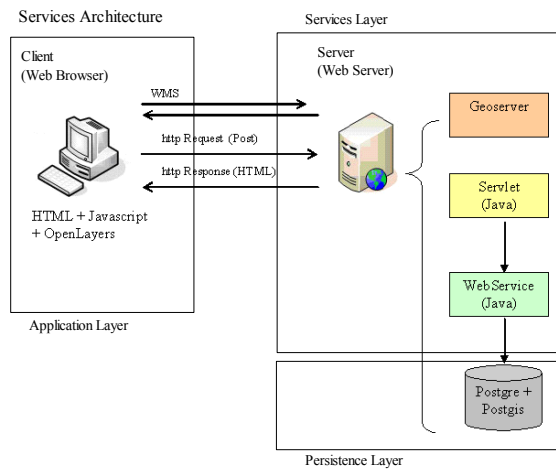 Services Architecture
Services Layer
Client
(Web Browser)
Server
(Web Server)
WMS
http Request (Post)
http Response (HTML)
HTML + Javascript
+ OpenLayers
Geoserver
Servlet
(Java)
WebService
(Java)
Application Layer
Postgre +
Postgis
Persistence Layer